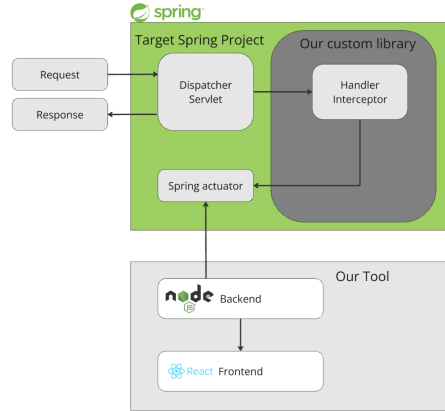 spring
Target Spring Project
Our custom library
Request
Response
Dispatcher
Servlet
Handler
Interceptor
Spring actuator
Our Tool
node
JS
Backend
React Frontend